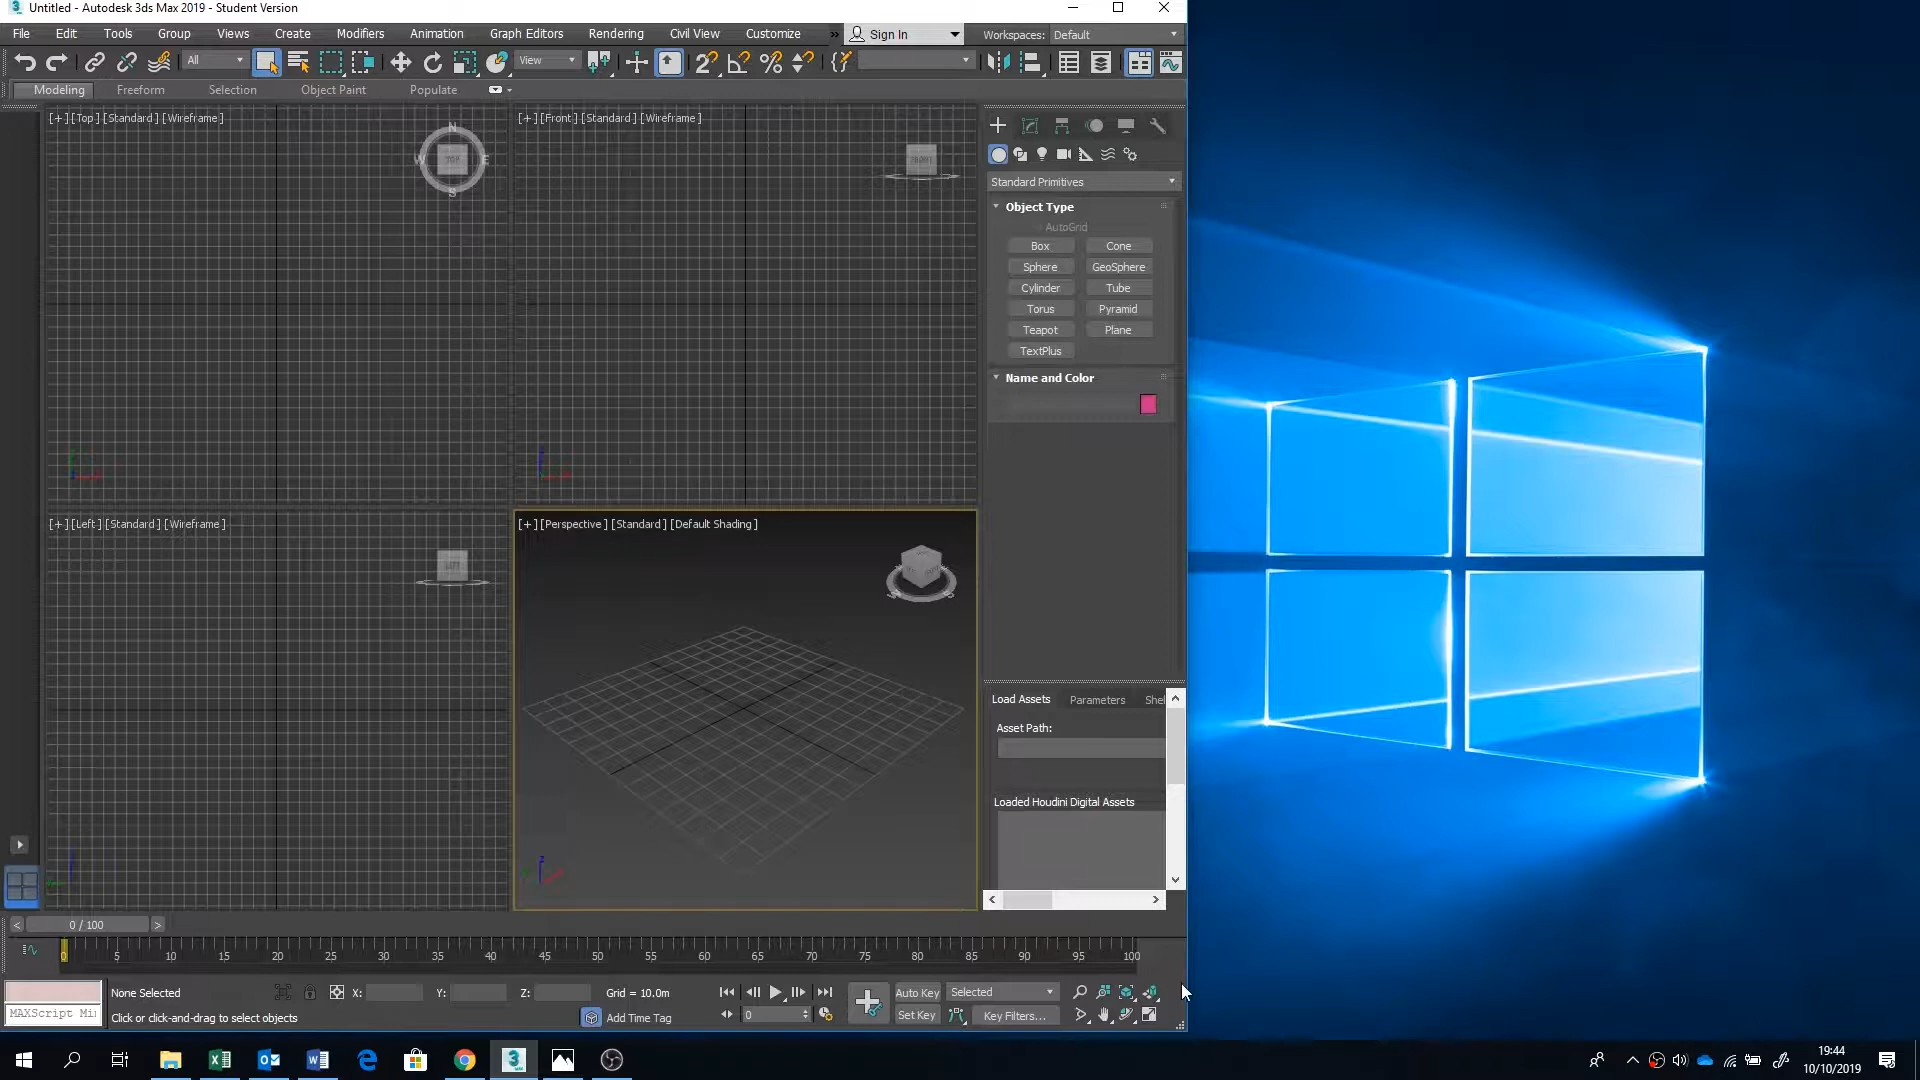 Untitled - Autodesk 3ds Max 2019 - Student Version
File Edit Tools Group Views Create Modifiers Animation Graph Editors Rendering Civil View Customize » Sign In Workspaces: Default
All View
Modeling Freeform Selection Object Paint Populate
[+] [Top] [Standard] [Wireframe]
N
W TOP E
S
[+] [Front] [Standard] [Wireframe]
Standard Primitives
Object Type
AutoGrid
Box Cone
Sphere GeoSphere
Cylinder Tube
Torus Pyramid
Teapot Plane
TextPlus
Name and Color
[+] [Left] [Standard] [Wireframe]
LEFT
[+] [Perspective] [Standard] [Default Shading]
Load Assets Parameters Shel
Asset Path:
Loaded Houdini Digital Assets
< 0 / 100 >
0 5 10 15 20 25 30 35 40 45 50 55 60 65 70 75 80 85 90 95 100
None Selected X: Y: Z: Grid = 10.0m Auto Key Selected
MAXScript Mi
Click or click-and-drag to select objects Add Time Tag 0 Set Key Key Filters...
19:44
10/10/2019